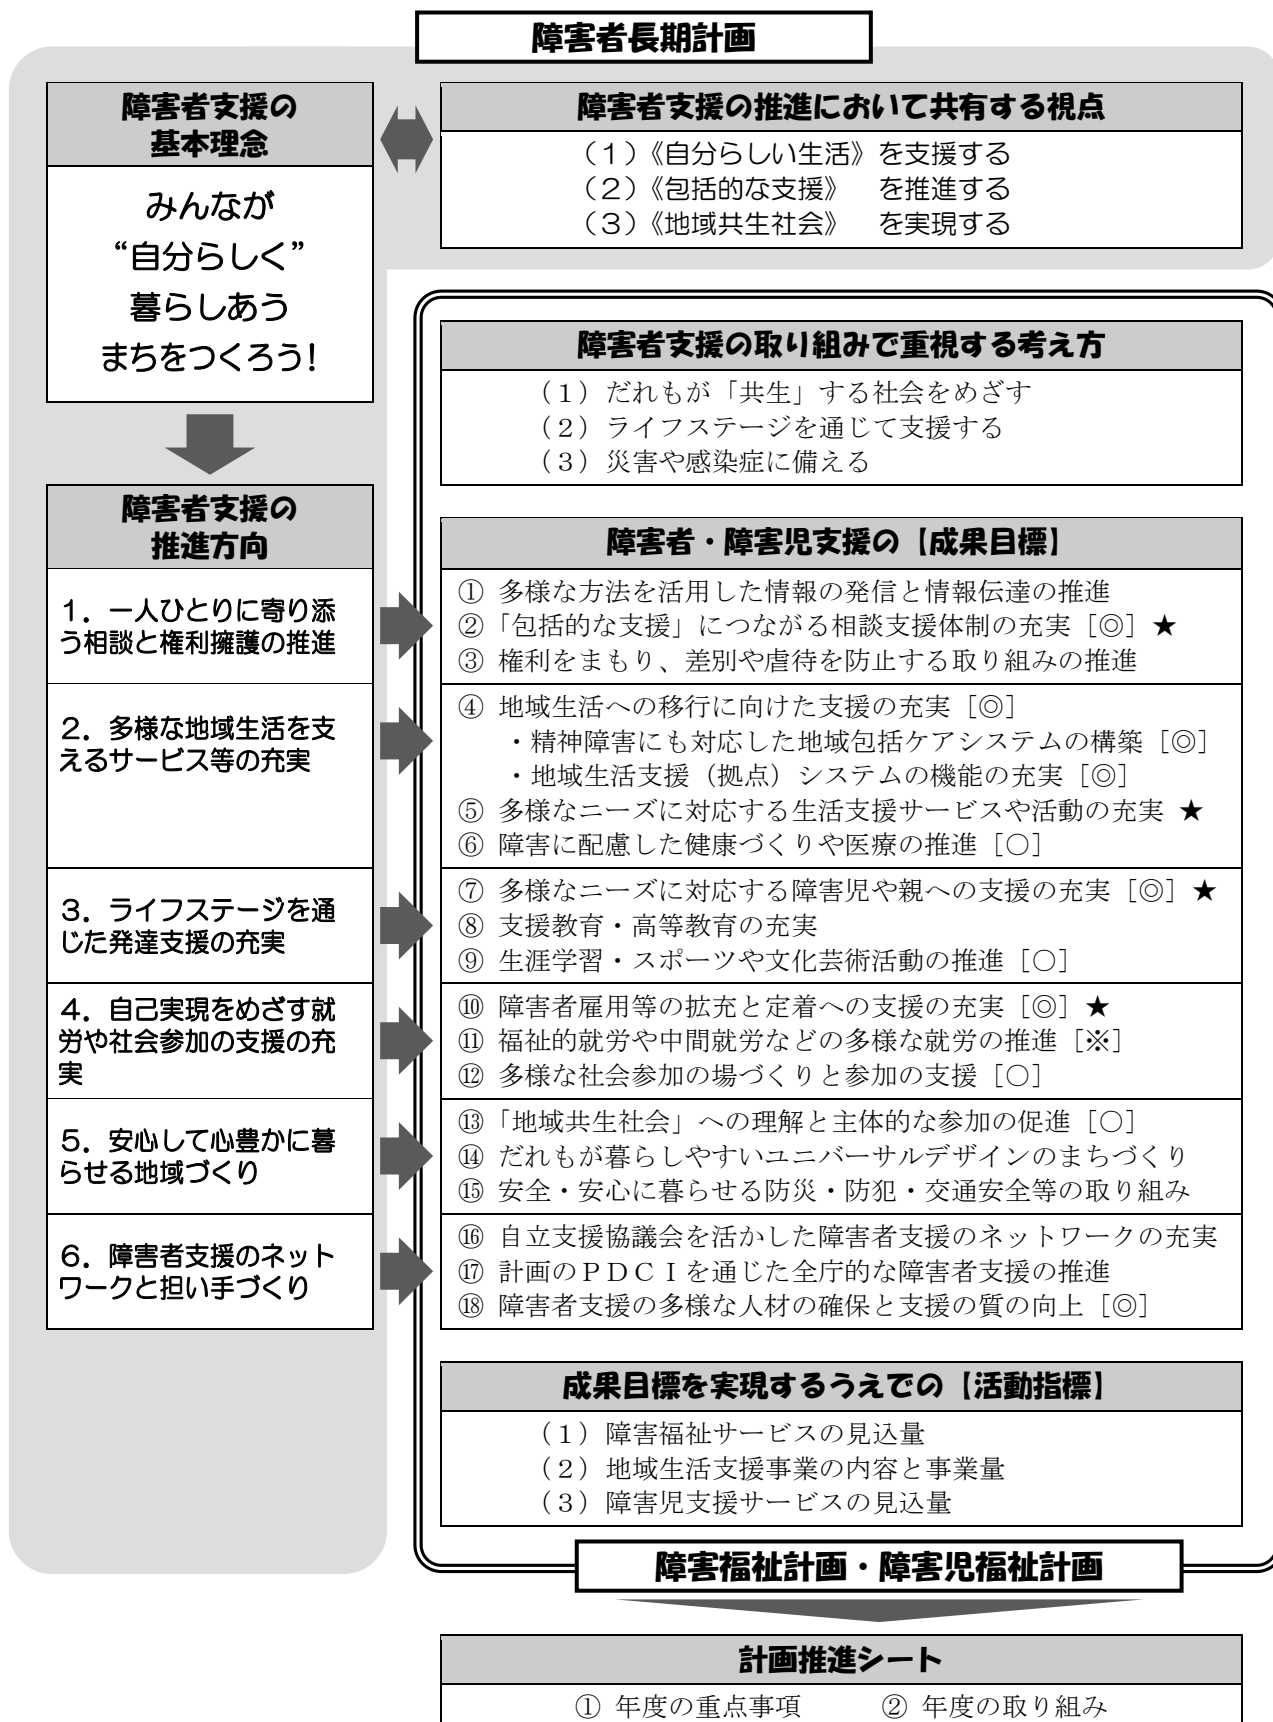 障害者長期計画
障害者支援の
基本理念
みんなが
“自分らしく”
暮らしあう
まちをつくろう！
障害者支援の推進において共有する視点
（１）《自分らしい生活》を支援する
（２）《包括的な支援》　を推進する
（３）《地域共生社会》　を実現する
障害者支援の取り組みで重視する考え方
（１）だれもが「共生」する社会をめざす
（２）ライフステージを通じて支援する
（３）災害や感染症に備える
障害者支援の
推進方向
障害者・障害児支援の【成果目標】
１．一人ひとりに寄り添
う相談と権利擁護の推進
① 多様な方法を活用した情報の発信と情報伝達の推進
②「包括的な支援」につながる相談支援体制の充実［◎］★
③ 権利をまもり、差別や虐待を防止する取り組みの推進
２．多様な地域生活を支
えるサービス等の充実
④ 地域生活への移行に向けた支援の充実［◎］
・精神障害にも対応した地域包括ケアシステムの構築［◎］
・地域生活支援（拠点）システムの機能の充実［◎］
⑤ 多様なニーズに対応する生活支援サービスや活動の充実 ★
⑥ 障害に配慮した健康づくりや医療の推進［○］
３．ライフステージを通
じた発達支援の充実
⑦ 多様なニーズに対応する障害児や親への支援の充実［◎］★
⑧ 支援教育・高等教育の充実
⑨ 生涯学習・スポーツや文化芸術活動の推進［○］
４．自己実現をめざす就
労や社会参加の支援の充
実
⑩ 障害者雇用等の拡充と定着への支援の充実［◎］★
⑪ 福祉的就労や中間就労などの多様な就労の推進［※］
⑫ 多様な社会参加の場づくりと参加の支援［○］
５．安心して心豊かに暮
らせる地域づくり
⑬「地域共生社会」への理解と主体的な参加の促進［○］
⑭ だれもが暮らしやすいユニバーサルデザインのまちづくり
⑮ 安全・安心に暮らせる防災・防犯・交通安全等の取り組み
６．障害者支援のネット
ワークと担い手づくり
⑯ 自立支援協議会を活かした障害者支援のネットワークの充実
⑰ 計画のＰＤＣＩを通じた全庁的な障害者支援の推進
⑱ 障害者支援の多様な人材の確保と支援の質の向上［◎］
成果目標を実現するうえでの【活動指標】
（１）障害福祉サービスの見込量
（２）地域生活支援事業の内容と事業量
（３）障害児支援サービスの見込量
障害福祉計画・障害児福祉計画
計画推進シート
① 年度の重点事項　　② 年度の取り組み